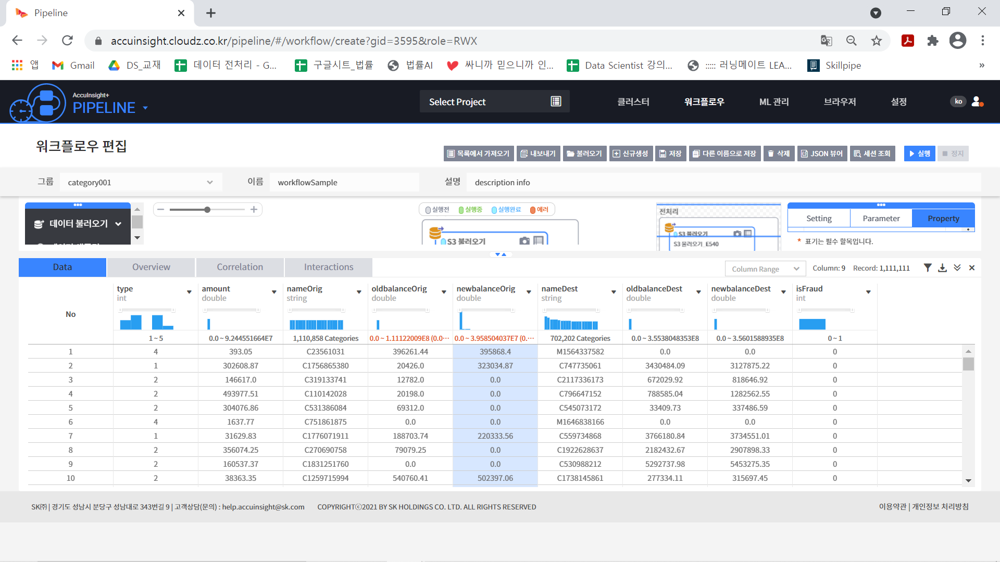 Pipeline
accuinsight.cloudz.co.kr/pipeline/#/workflow/create?gid=3595&role=RWX
앱 Gmail DS_교재 데이터 전처리 - G... 구글시트_법률 법률AI 싸니까 믿으니까 인... Data Scientist 강의... ::::: 러닝메이트 LEA... Skillpipe »
AccuInsight+
PIPELINE
Select Project 클러스터 워크플로우 ML 관리 브라우저 설정 ko
워크플로우 편집
목록에서 가져오기 내보내기 불러오기 신규생성 저장 다른 이름으로 저장 삭제 JSON 뷰어 세션 조회 실행 정지
그룹 category001 이름 workflowSample 설명 description info
데이터 불러오기
실행전 실행중 실행완료 에러
S3 불러오기
전처리
S3 불러오기
S3 불러오기 E540
Setting Parameter Property
* 표기는 필수 할목입니다.
Data Overview Correlation Interactions
Column Range Column: 9 Record: 1,111,111
No type amount nameOrig oldbalanceOrig newbalanceOrig nameDest oldbalanceDest newbalanceDest isFraud
int double string double double string double double int
1 ~ 5 0.0 ~ 9.244551664E7 1,110,858 Categories 0.0 ~ 1.11122009E8 (0.0··· 0.0 ~ 3.958504037E7 (0.··· 702,202 Categories 0.0 ~ 3.5538048353E8 0.0 ~ 3.5601588935E8 0 ~ 1
1 4 393.05 C23561031 396261.44 395868.4 M1564337582 0.0 0.0 0
2 1 302608.87 C1756865380 20426.0 323034.87 C747735061 3430484.09 3127875.22 0
3 2 146617.0 C319133741 12782.0 0.0 C2117336173 672029.92 818646.92 0
4 2 493977.51 C110142028 20198.0 0.0 C796647152 788585.04 1282562.55 0
5 2 304076.86 C531386084 69312.0 0.0 C545073172 33409.73 337486.59 0
6 4 1637.77 C751861875 0.0 0.0 M1646838166 0.0 0.0 0
7 1 31629.83 C1776071911 188703.74 220333.56 C559734868 3766180.84 3734551.01 0
8 2 356074.25 C270690758 79079.25 0.0 C1922628637 2182432.67 2907898.33 0
9 2 160537.37 C1831251760 0.0 0.0 C530988212 5292737.98 5453275.35 0
10 2 38363.35 C1259715994 540760.41 502397.06 C1738145861 277334.11 315697.45 0
SK㈜ | 경기도 성남시 분당구 성남대로 343번길 9 | 고객상담(문의) : help.accuinsight@sk.com COPYRIGHTⓒ2021 BY SK HOLDINGS CO. LTD. ALL RIGHTS RESERVED 이용약관 | 개인정보 처리방침